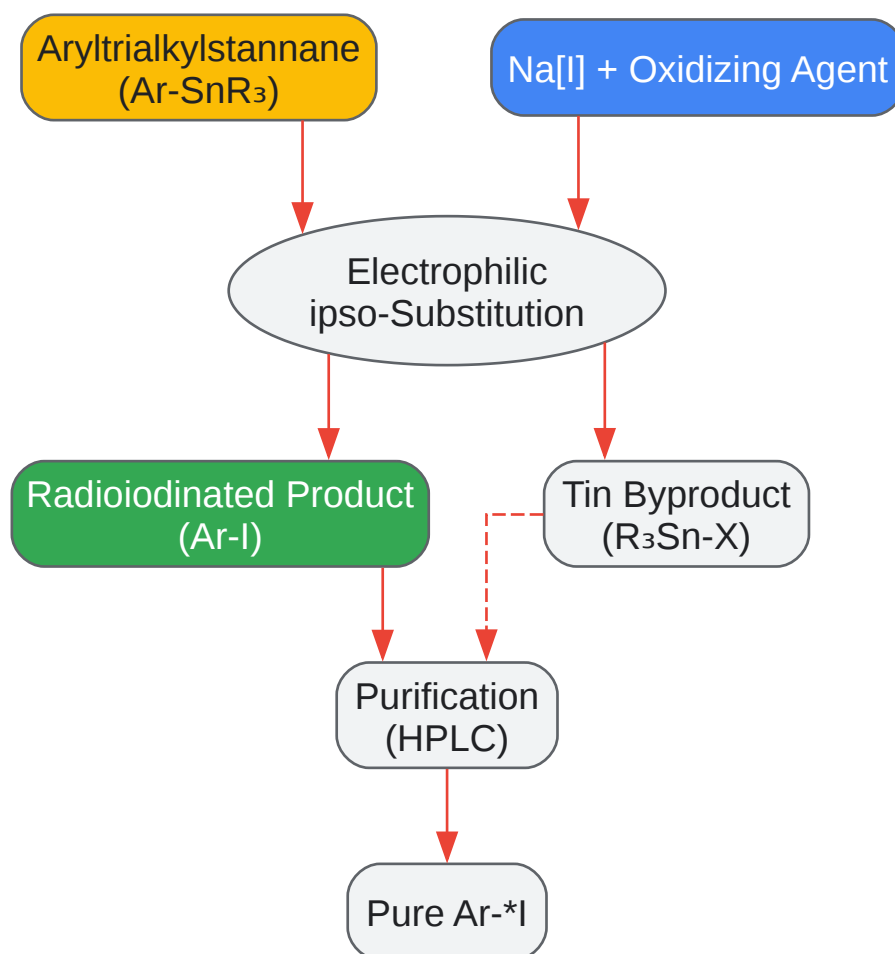 Aryltrialkylstannane
(Ar-SnR₃)
Na[I] + Oxidizing Agent
Electrophilic
ipso-Substitution
Radioiodinated Product
(Ar-I)
Tin Byproduct
(R₃Sn-X)
Purification
(HPLC)
Pure Ar-*I